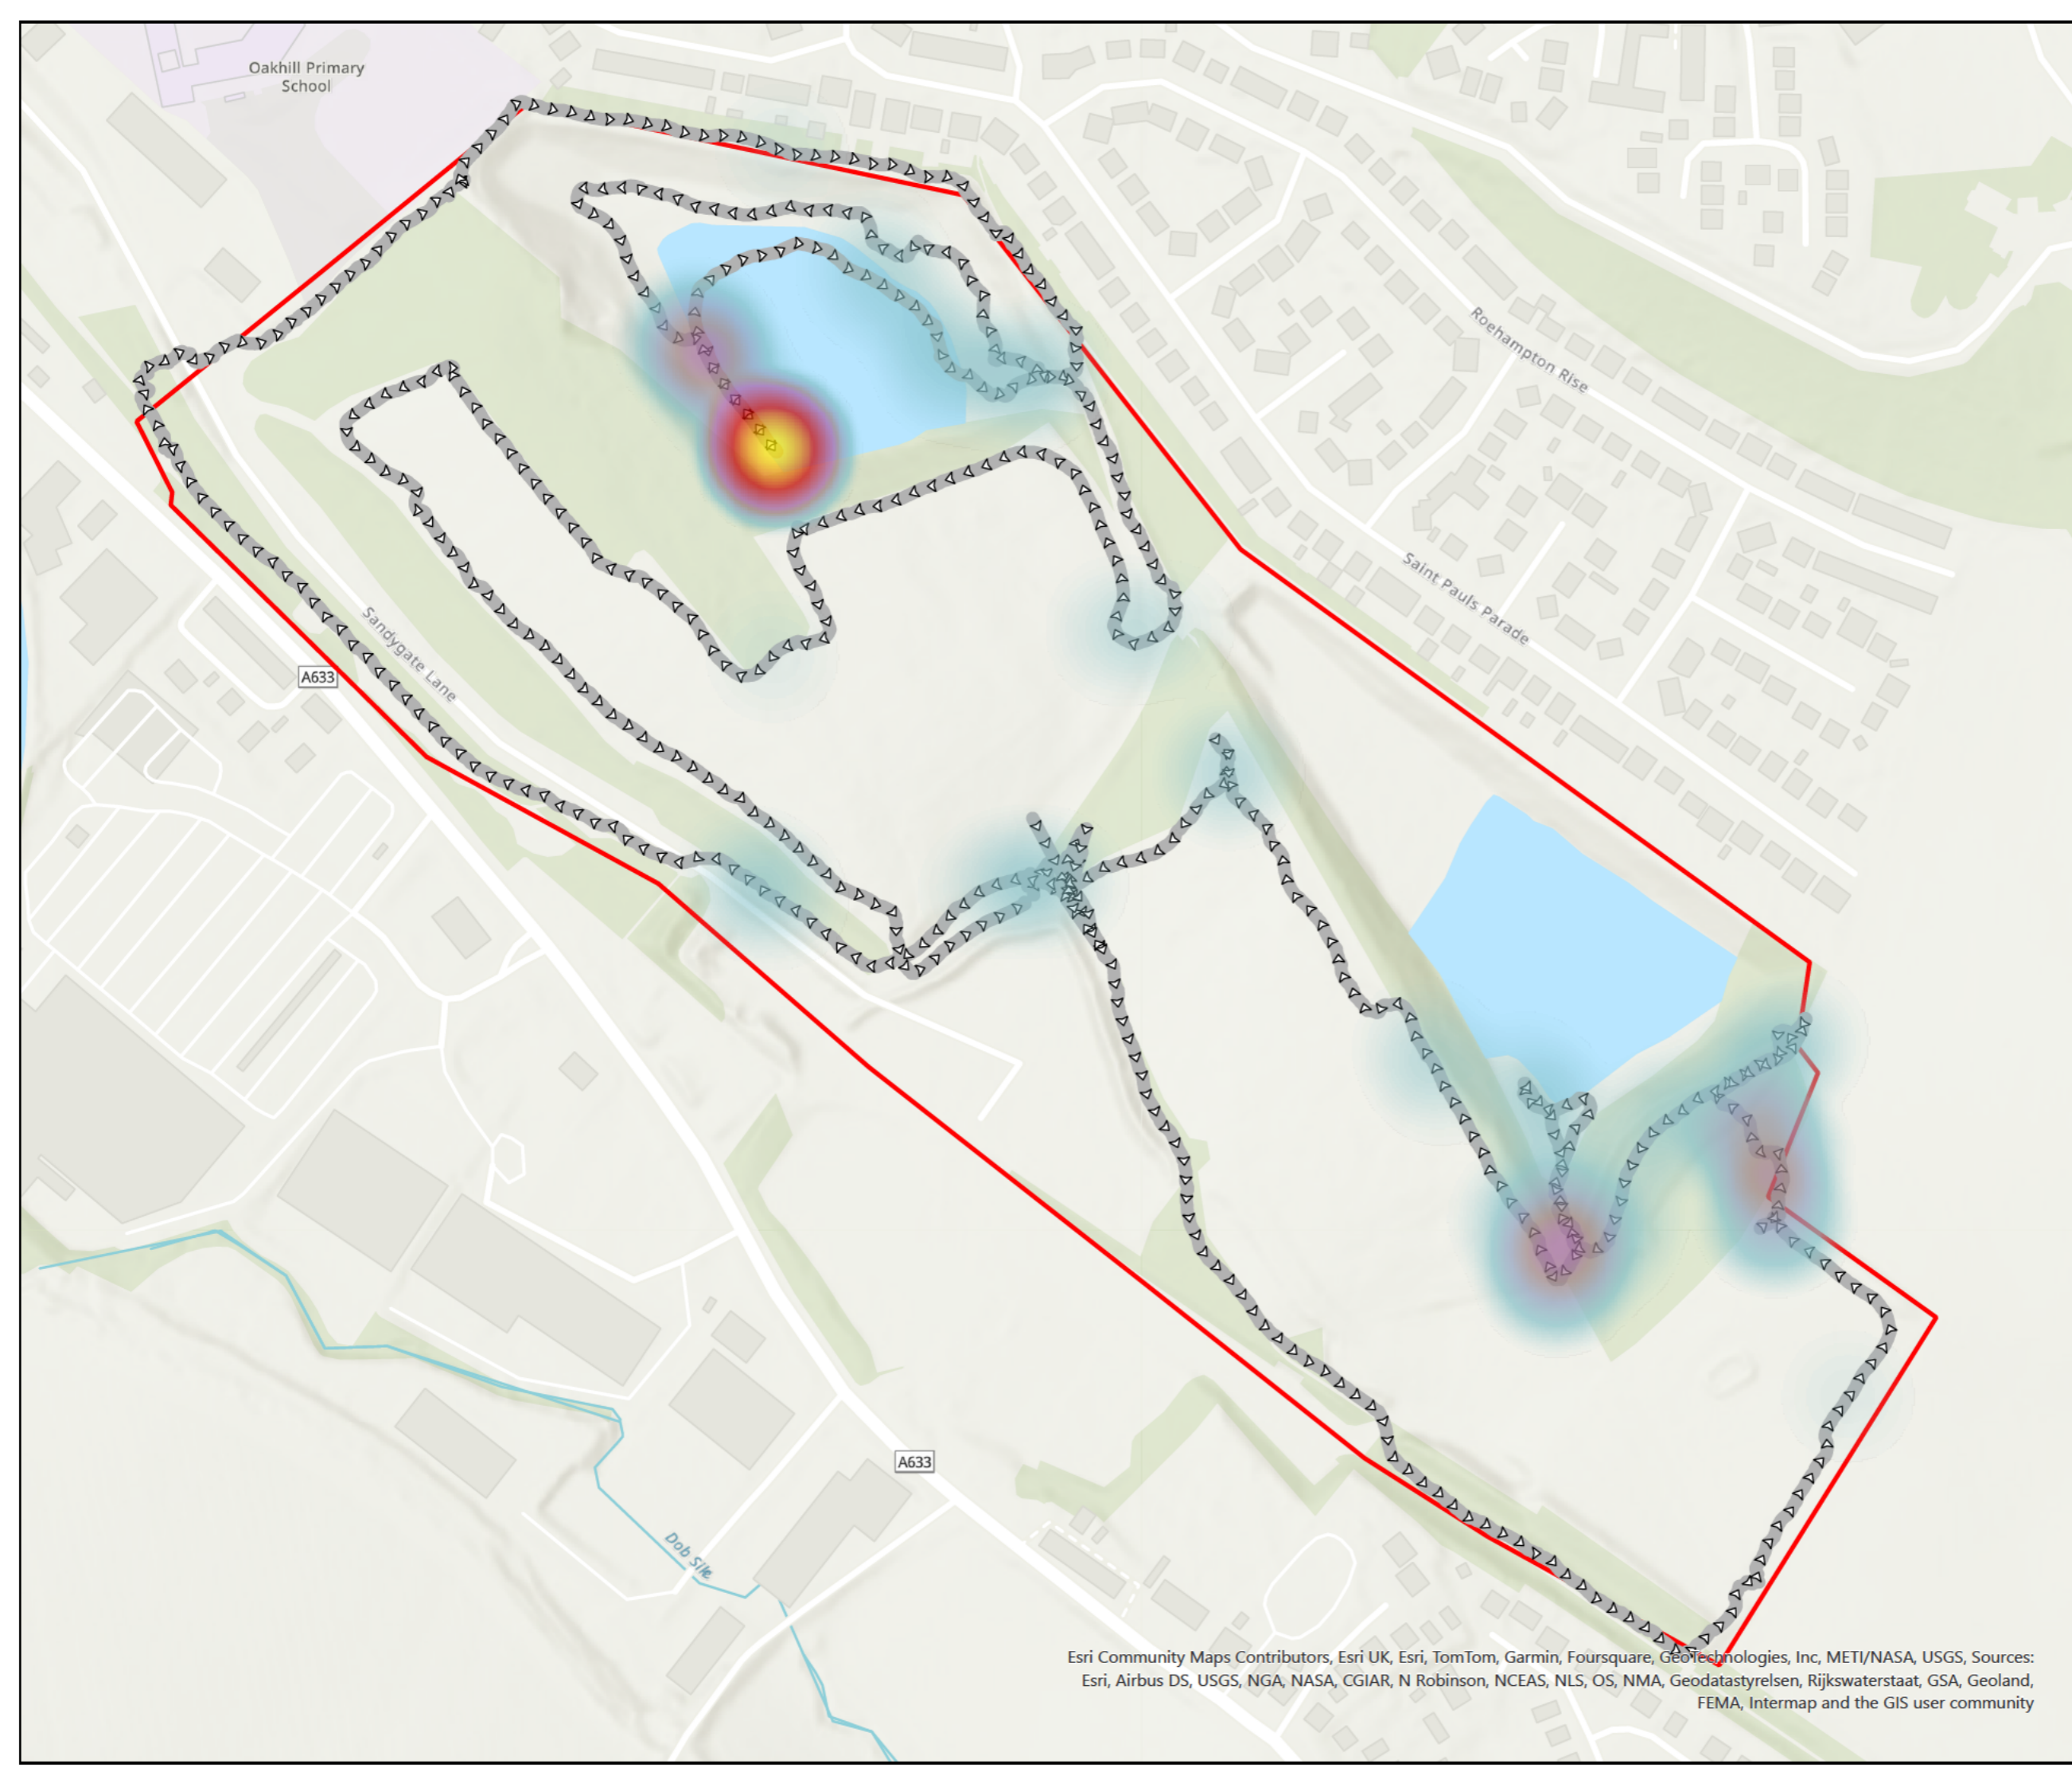 Oakhill Primary
School
Roehampton Rise
Saint Pauls Parade
Sandygate Lane
A633
A633
Dob Sike
Esri Community Maps Contributors, Esri UK, Esri, TomTom, Garmin, Foursquare, GeoTechnologies, Inc, METI/NASA, USGS, Sources:
Esri, Airbus DS, USGS, NGA, NASA, CGIAR, N Robinson, NCEAS, NLS, OS, NMA, Geodatastyrelsen, Rijkswaterstaat, GSA, Geoland,
FEMA, Intermap and the GIS user community